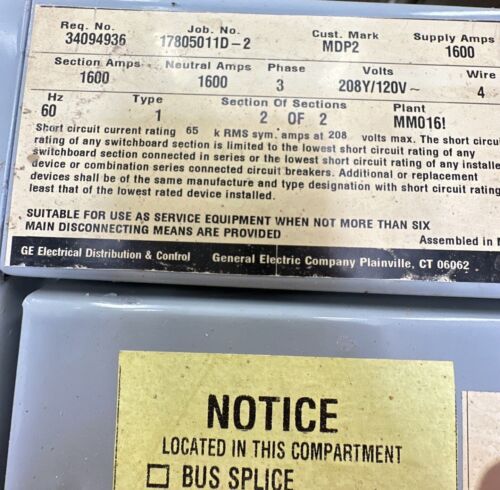 Req. No. Job. No. Cust. Mark Supply Amps
34094936 17805011D-2 MDP2 1600
Section Amps Neutral Amps Phase Volts Wire
1600 1600 3 208Y/120V~ 4
Hz Type Section Of Sections Plant
60 1 2 OF 2 MM016!
Short circuit current rating 65 k RMS sym. amps at 208 volts max. The short circu
rating of any switchboard section is limited to the lowest short circuit rating of any
switchboard section connected in series or the lowest short circuit rating of any installe
device or combination series connected circuit breakers. Additional or replacement
devices shall be of the same manufacture and type designation with short circuit rating
least that of the lowest rated device installed.
SUITABLE FOR USE AS SERVICE EQUIPMENT WHEN NOT MORE THAN SIX
MAIN DISCONNECTING MEANS ARE PROVIDED
Assembled in
GE Electrical Distribution & Control General Electric Company Plainville, CT 06062
NOTICE
LOCATED IN THIS COMPARTMENT
☐ BUS SPLICE